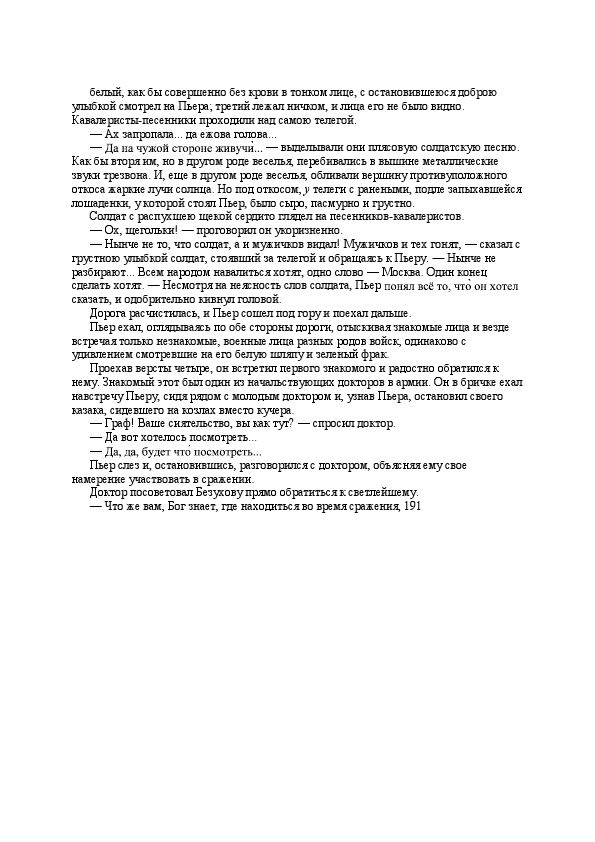 белый, как бы совершенно без крови в тонком лице, с остановившеюся доброю
улыбкой смотрел на Пьера; третий лежал ничком, и лица его не было видно.
Кавалеристы-песенники проходили над самою телегой.
— Ах запропала... да ежова голова...
— Да на чужой стороне живучи́... — выделывали они плясовую солдатскую песню.
Как бы вторя им, но в другом роде веселья, перебивались в вышине металлические
звуки трезвона. И, еще в другом роде веселья, обливали вершину противуположного
откоса жаркие лучи солнца. Но под откосом, у телеги с ранеными, подле запыхавшейся
лошаденки, у которой стоял Пьер, было сыро, пасмурно и грустно.
Солдат с распухшею щекой сердито глядел на песенников-кавалеристов.
— Ох, щегольки! — проговорил он укоризненно.
— Нынче не то, что солдат, а и мужичков видал! Мужичков и тех гонят, — сказал с
грустною улыбкой солдат, стоявший за телегой и обращаясь к Пьеру. — Нынче не
разбирают... Всем народом навалиться хотят, одно слово — Москва. Один конец
сделать хотят. — Несмотря на неясность слов солдата, Пьер понял всё то, что̀ он хотел
сказать, и одобрительно кивнул головой.
Дорога расчистилась, и Пьер сошел под гору и поехал дальше.
Пьер ехал, оглядываясь по обе стороны дороги, отыскивая знакомые лица и везде
встречая только незнакомые, военные лица разных родов войск, одинаково с
удивлением смотревшие на его белую шляпу и зеленый фрак.
Проехав версты четыре, он встретил первого знакомого и радостно обратился к
нему. Знакомый этот был один из начальствующих докторов в армии. Он в бричке ехал
навстречу Пьеру, сидя рядом с молодым доктором и, узнав Пьера, остановил своего
казака, сидевшего на козлах вместо кучера.
— Граф! Ваше сиятельство, вы как тут? — спросил доктор.
— Да вот хотелось посмотреть...
— Да, да, будет что́ посмотреть...
Пьер слез и, остановившись, разговорился с доктором, объясняя ему свое
намерение участвовать в сражении.
Доктор посоветовал Безухову прямо обратиться к светлейшему.
— Что же вам, Бог знает, где находиться во время сражения, 191